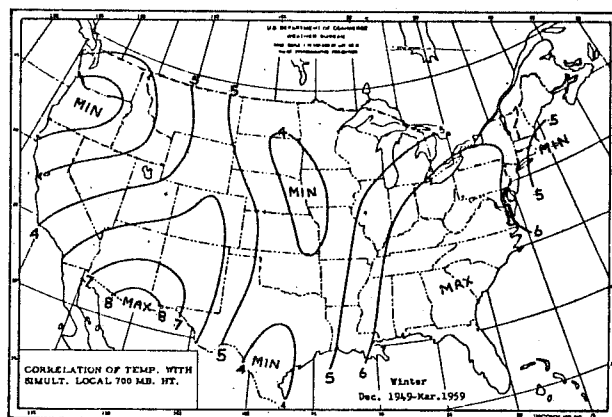 U.S. DEPARTMENT OF COMMERCE
WEATHER BUREAU
MIN
5
5
4
MIN
5
5
MIN
5
6
4
7
8
MAX
8
7
MAX
MIN
5
4
5
6
4
CORRELATION OF TEMP. WITH
SIMULT. LOCAL 700 MB. HT.
Winter
Dec. 1949-Mar. 1959